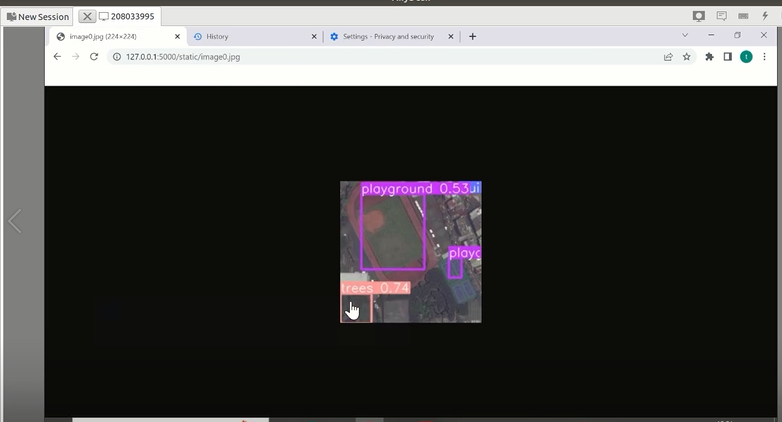 New Session
208033995
image0.jpg (224×224)
History
Settings - Privacy and security
127.0.0.1:5000/static/image0.jpg
t
playground 0.53
trees 0.74